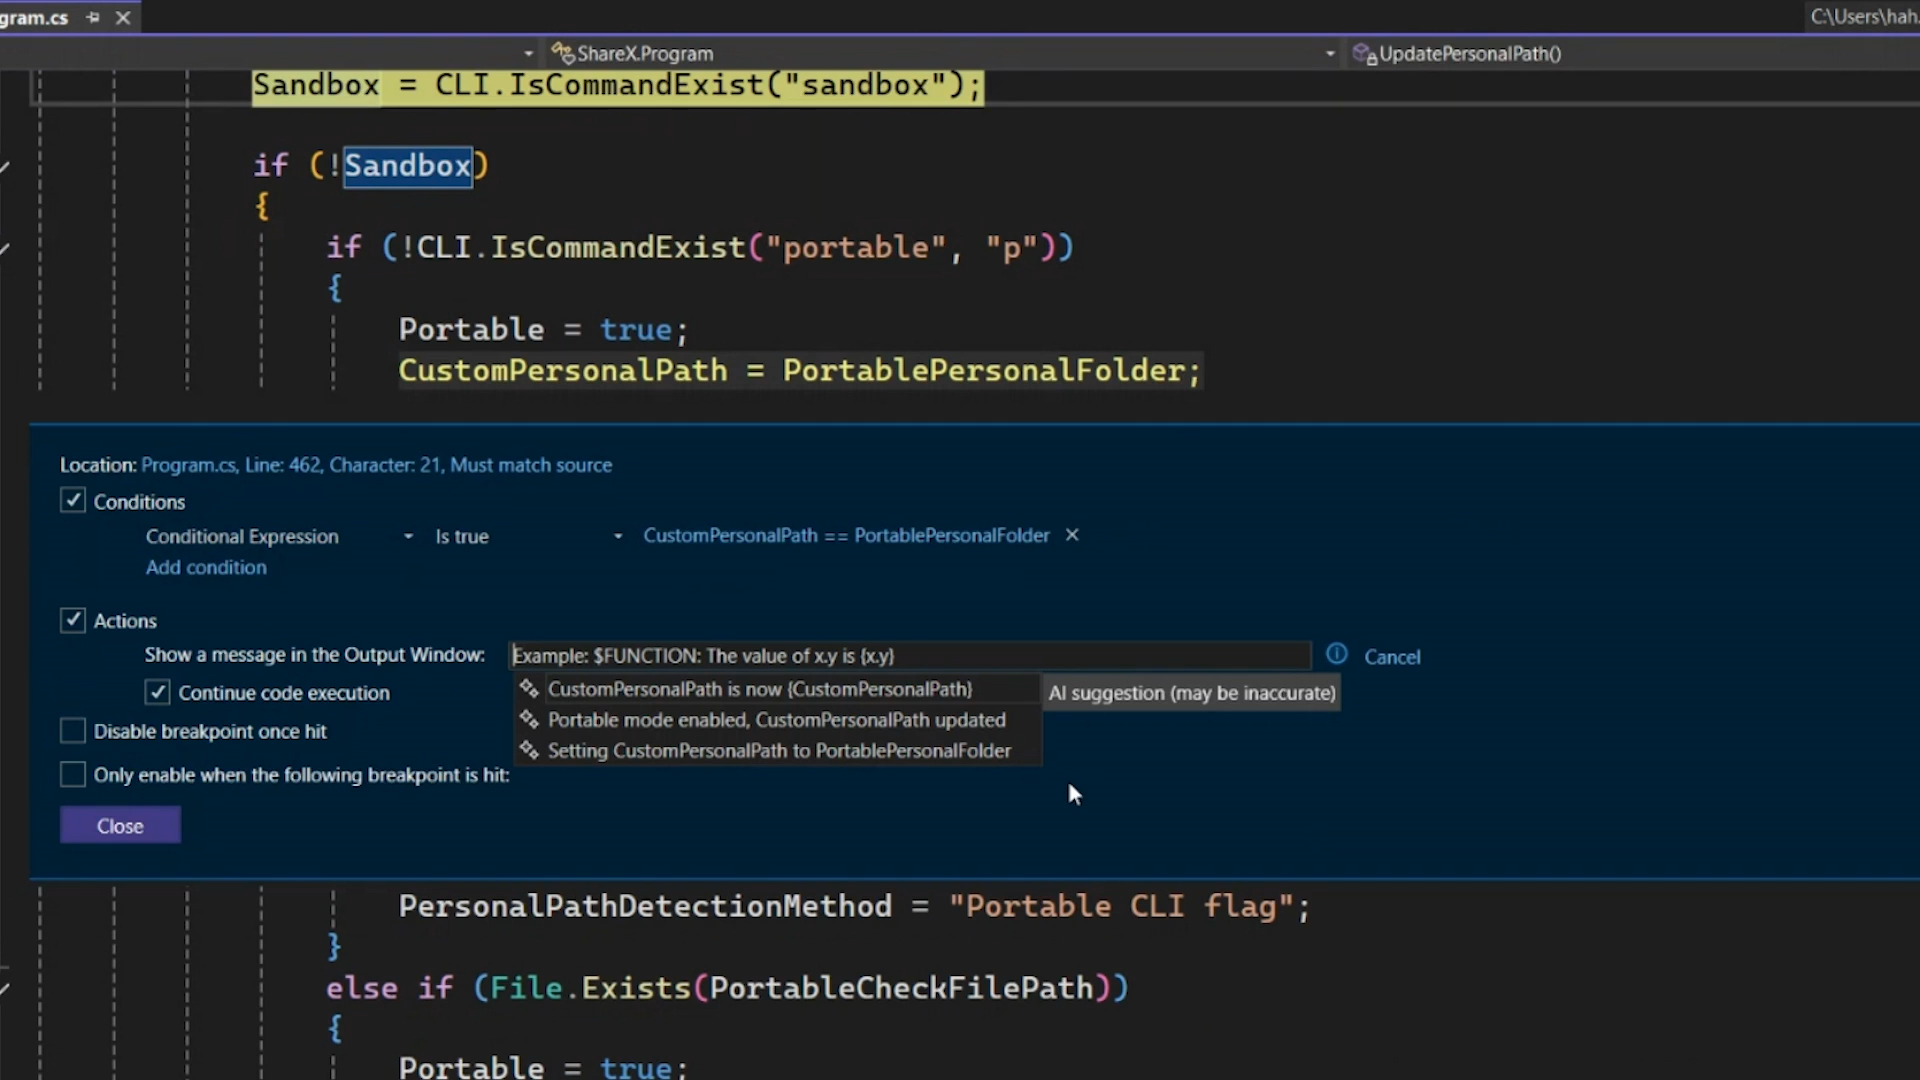 gram.cs
C:\Users\hah.
ShareX.Program
UpdatePersonalPath()
Sandbox = CLI.IsCommandExist("sandbox");
if (!Sandbox)
{
if (!CLI.IsCommandExist("portable", "p"))
{
Portable = true;
CustomPersonalPath = PortablePersonalFolder;
Location: Program.cs, Line: 462, Character: 21, Must match source
Conditions
Conditional Expression Is true CustomPersonalPath == PortablePersonalFolder
Add condition
Actions
Show a message in the Output Window: Example: $FUNCTION: The value of x.y is {x.y} Cancel
Continue code execution
CustomPersonalPath is now {CustomPersonalPath}
AI suggestion (may be inaccurate)
Portable mode enabled, CustomPersonalPath updated
Setting CustomPersonalPath to PortablePersonalFolder
Disable breakpoint once hit
Only enable when the following breakpoint is hit:
Close
PersonalPathDetectionMethod = "Portable CLI flag";
}
else if (File.Exists(PortableCheckFilePath))
{
Portable = true;